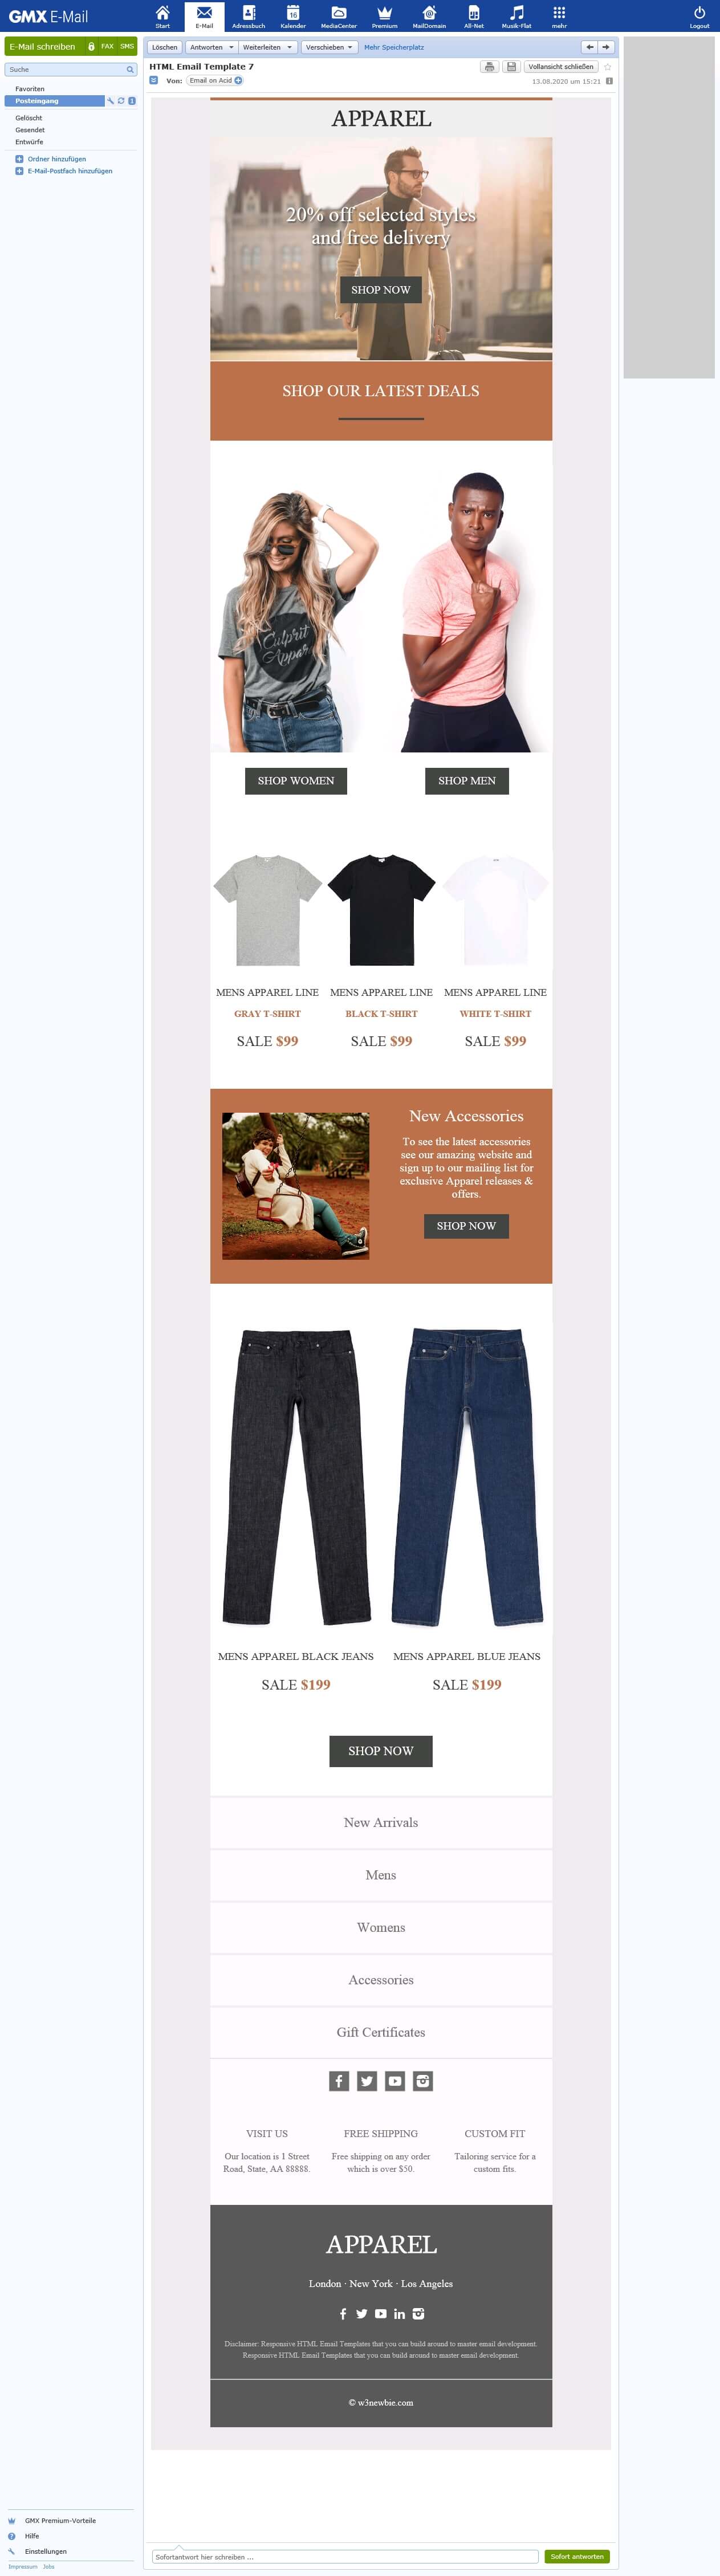 GMX E-Mail
Start
E-Mail
Adressbuch
16
Kalender
MediaCenter
Premium
MailDomain
All-Net
Musik-Flat
mehr
Logout
E-Mail schreiben
FAX
SMS
Suche
Favoriten
Posteingang
Gelöscht
Gesendet
Entwürfe
Ordner hinzufügen
E-Mail-Postfach hinzufügen
Löschen
Antworten
Weiterleiten
Verschieben
Mehr Speicherplatz
HTML Email Template 7
Vollansicht schließen
Von: Email on Acid
13.08.2020 um 15:21
APPAREL
20% off selected styles
and free delivery
SHOP NOW
SHOP OUR LATEST DEALS
Culprit
Appar
SHOP WOMEN
SHOP MEN
MENS APPAREL LINE
GRAY T-SHIRT
SALE $99
MENS APPAREL LINE
BLACK T-SHIRT
SALE $99
MENS APPAREL LINE
WHITE T-SHIRT
SALE $99
New Accessories
To see the latest accessories
see our amazing website and
sign up to our mailing list for
exclusive Apparel releases &
offers.
SHOP NOW
MENS APPAREL BLACK JEANS
SALE $199
MENS APPAREL BLUE JEANS
SALE $199
SHOP NOW
New Arrivals
Mens
Womens
Accessories
Gift Certificates
VISIT US
Our location is 1 Street
Road, State, AA 88888.
FREE SHIPPING
Free shipping on any order
which is over $50.
CUSTOM FIT
Tailoring service for a
custom fits.
APPAREL
London · New York · Los Angeles
Disclaimer: Responsive HTML Email Templates that you can build around to master email development.
Responsive HTML Email Templates that you can build around to master email development.
© w3newbie.com
GMX Premium-Vorteile
Hilfe
Einstellungen
Impressum
Jobs
Sofortantwort hier schreiben ...
Sofort antworten